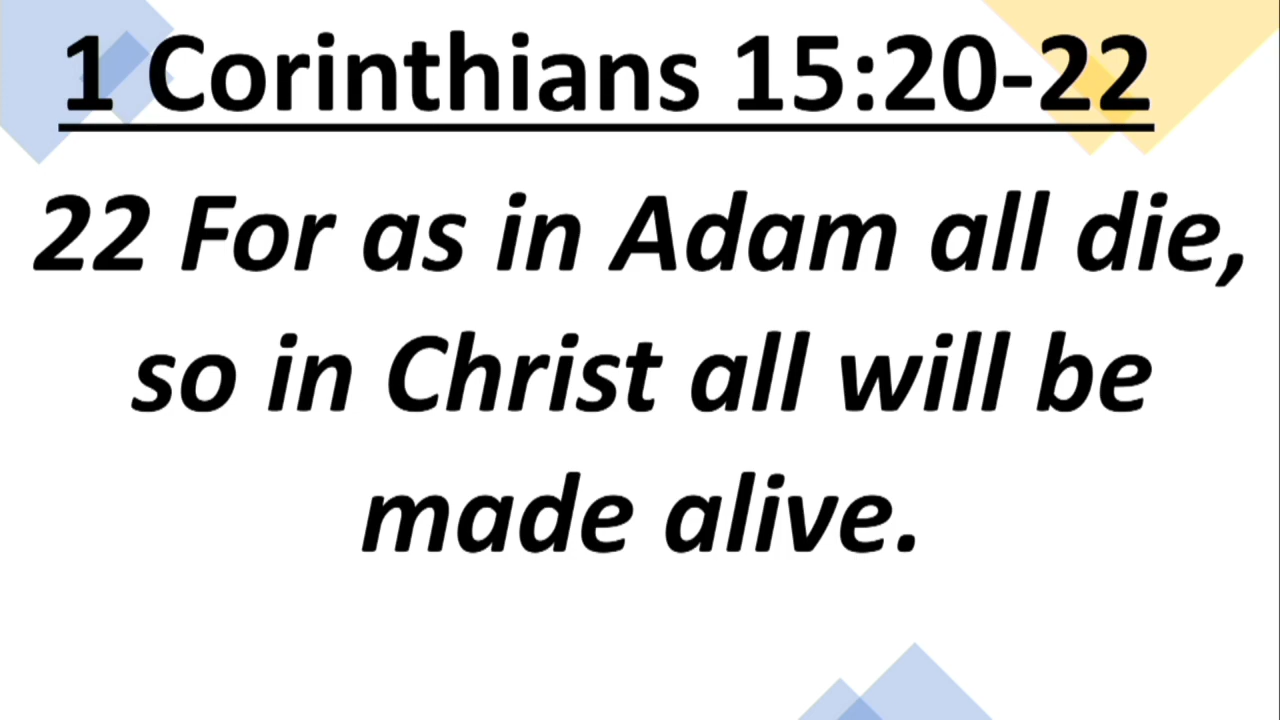 1 Corinthians 15:20-22
22 For as in Adam all die,
so in Christ all will be
made alive.